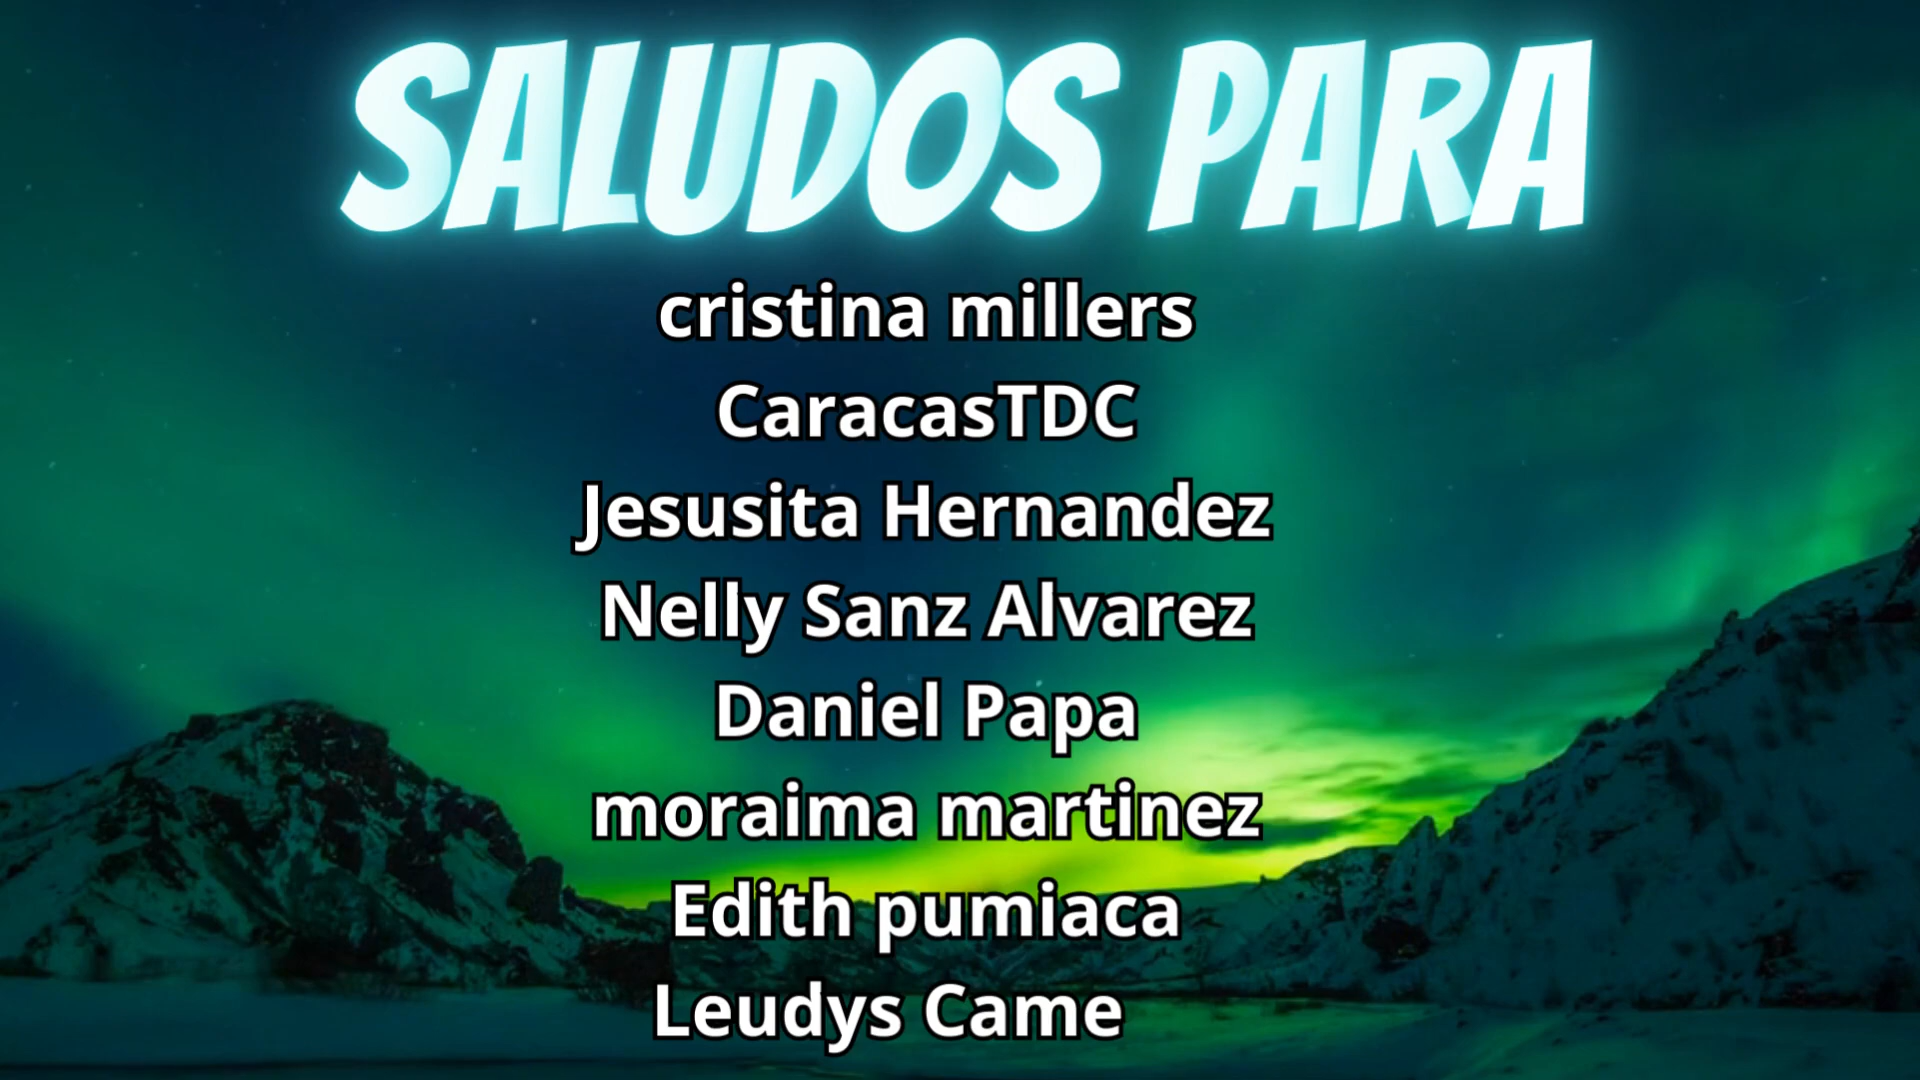 SALUDOS PARA
cristina millers
CaracasTDC
Jesusita Hernandez
Nelly Sanz Alvarez
Daniel Papa
moraima martinez
Edith pumiaca
Leudys Came